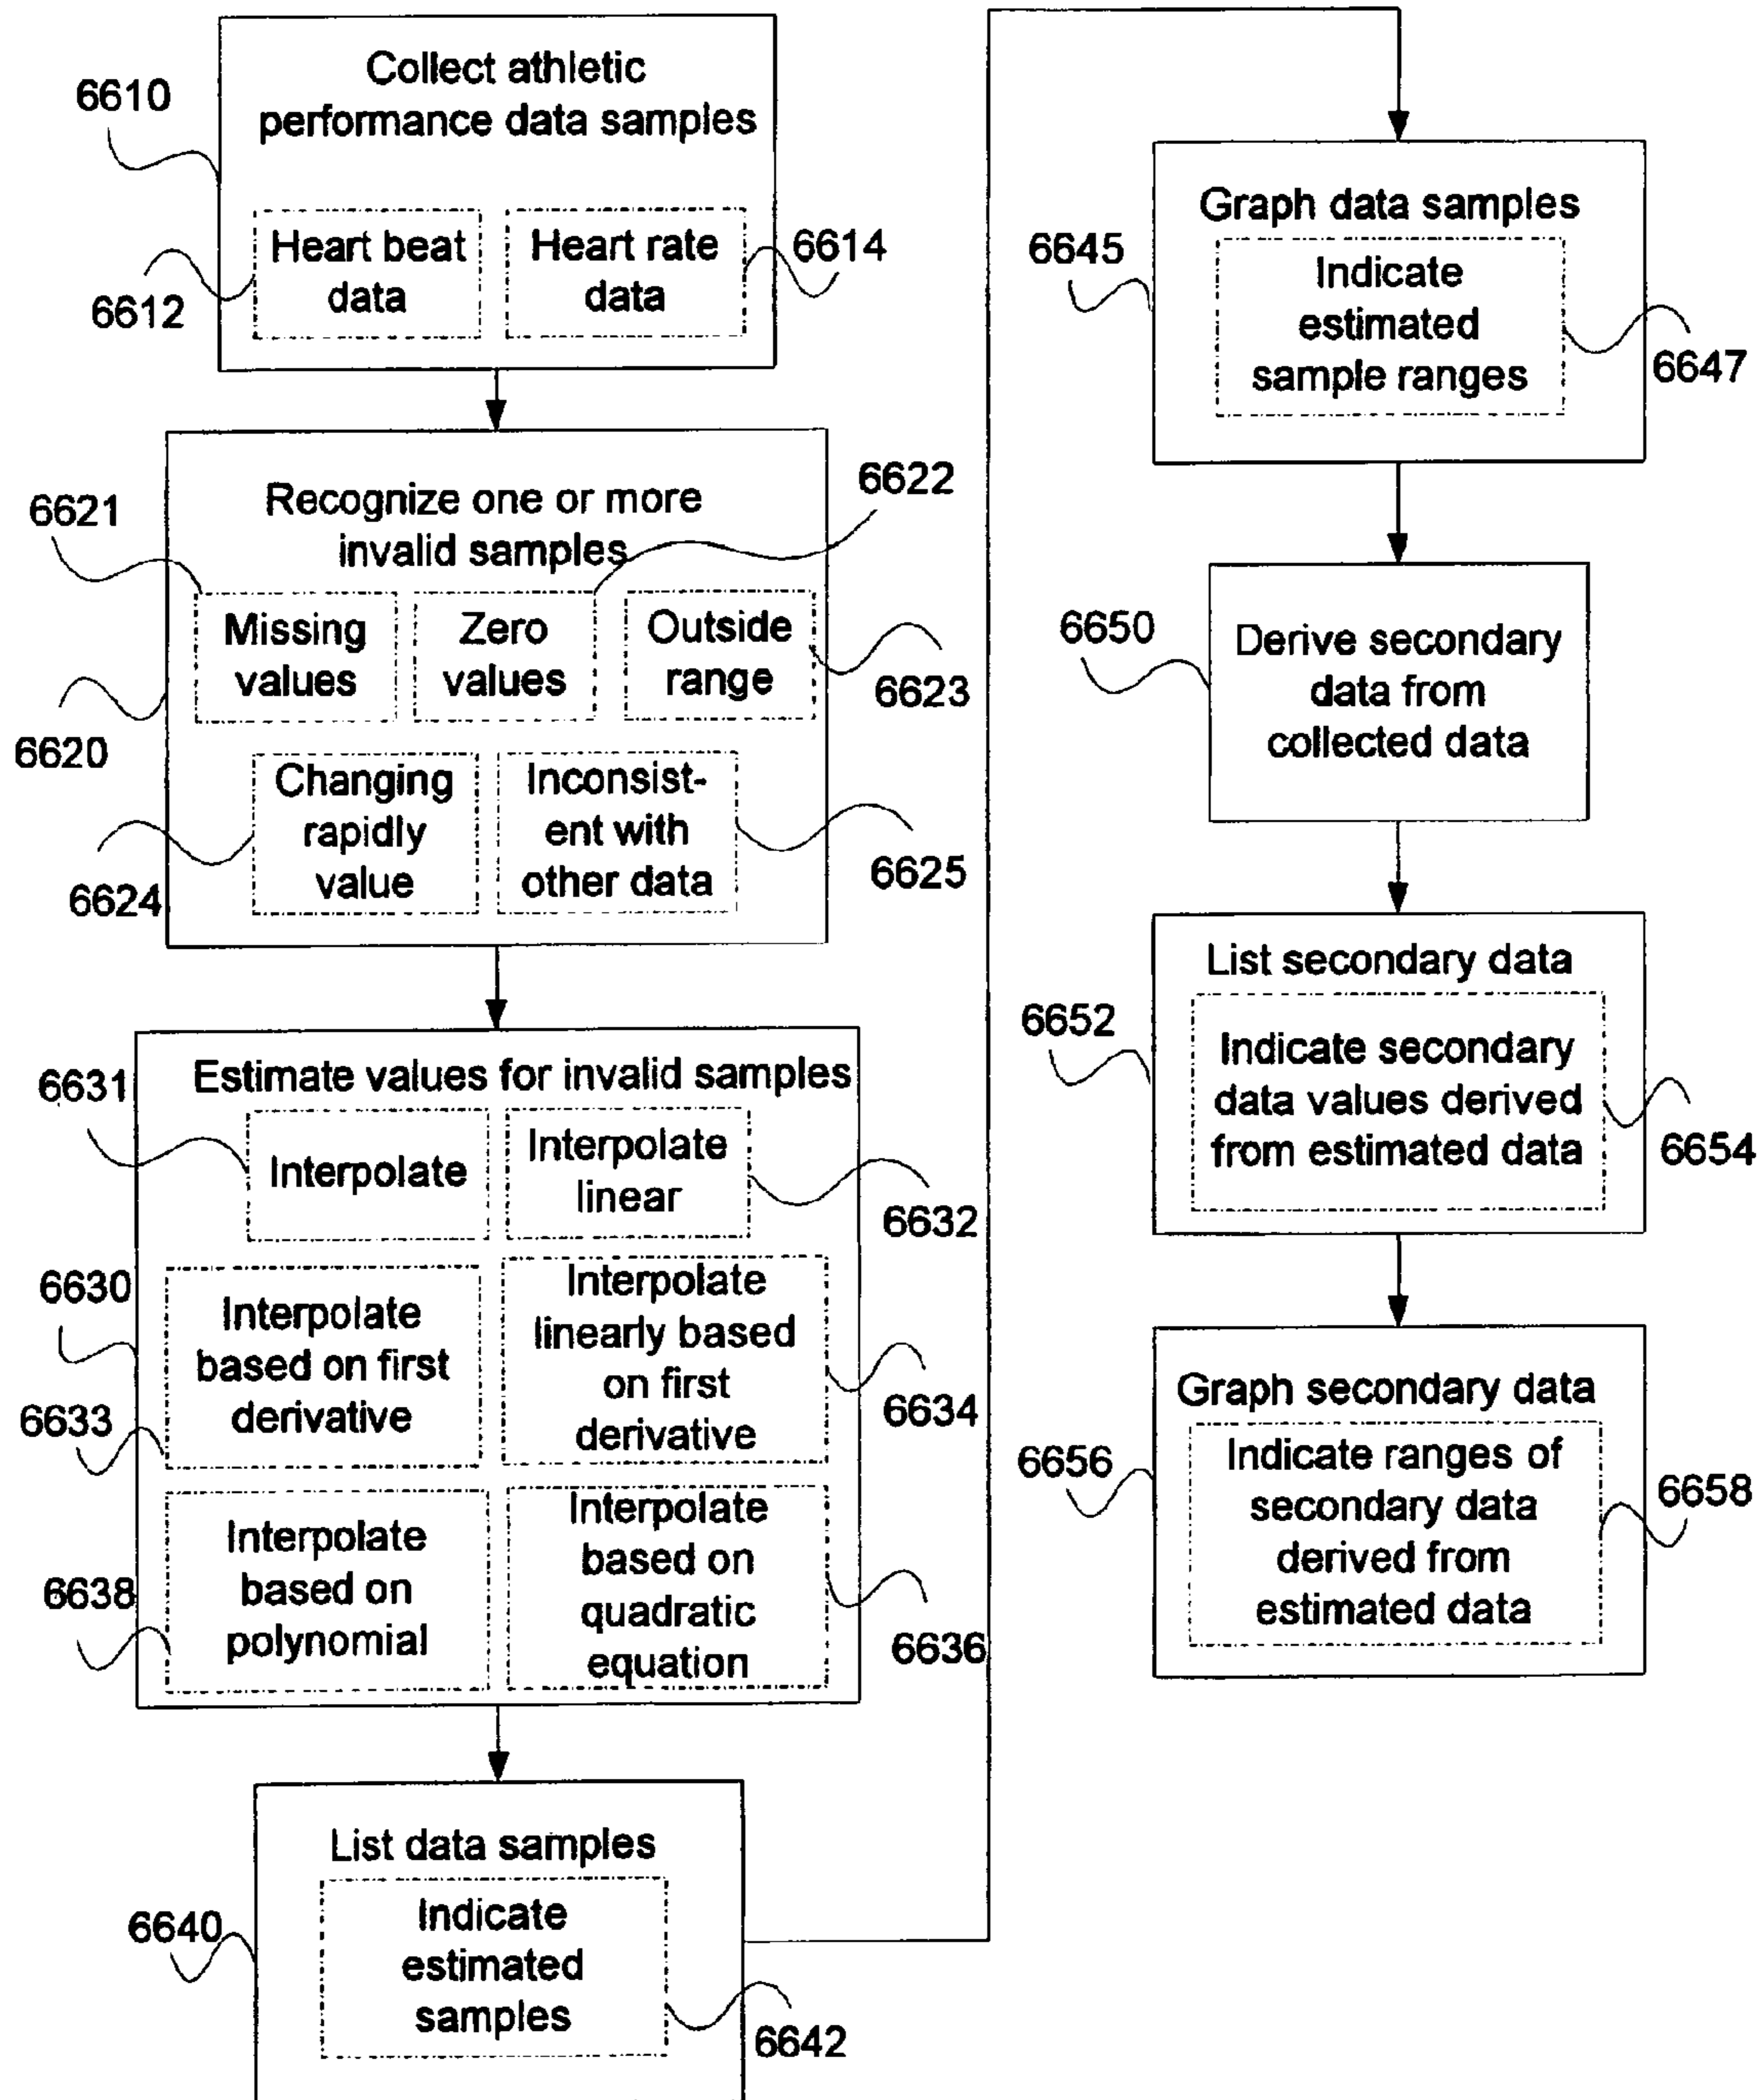 Collect athletic
performance data samples
6610
Heart beat
data
Heart rate
data
6614
6612
Recognize one or more
invalid samples
6621
6622
Missing
values
Zero
values
Outside
range
6623
6620
Changing
rapidly
value
Inconsist-
ent with
other data
6624
6625
Estimate values for invalid samples
6631
Interpolate
Interpolate
linear
6632
6630
Interpolate
based on first
derivative
Interpolate
linearly based
on first
derivative
6633
6634
Interpolate
based on
polynomial
Interpolate
based on
quadratic
equation
6638
6636
List data samples
Indicate
estimated
samples
6640
6642
Graph data samples
6645
Indicate
estimated
sample ranges
6647
6650
Derive secondary
data from
collected data
List secondary data
6652
Indicate secondary
data values derived
from estimated data
6654
Graph secondary data
6656
Indicate ranges of
secondary data
derived from
estimated data
6658